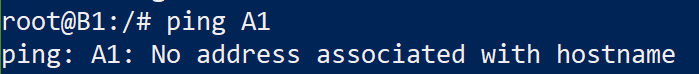 root@B1:/# ping A1
ping: A1: No address associated with hostname